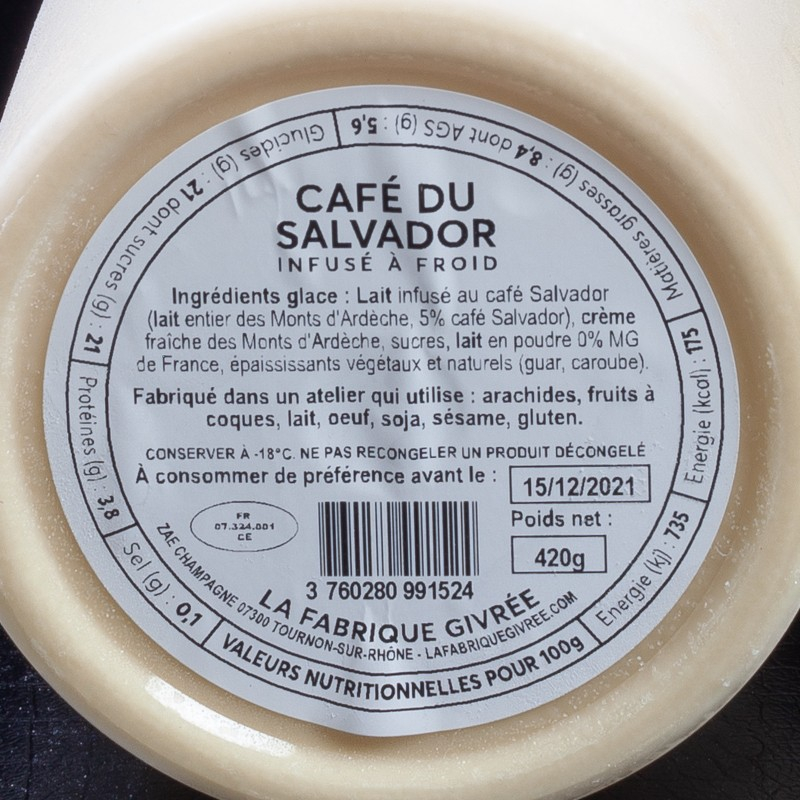 CAFÉ DU
SALVADOR
INFUSÉ À FROID
Ingrédients glace : Lait infusé au café Salvador
(lait entier des Monts d'Ardèche, 5% café Salvador), crème
fraîche des Monts d'Ardèche, sucres, lait en poudre 0% MG
de France, épaississants végétaux et naturels (guar, caroube).
Fabriqué dans un atelier qui utilise : arachides, fruits à
coques, lait, oeuf, soja, sésame, gluten.
CONSERVER À -18°C. NE PAS RECONGELER UN PRODUIT DÉCONGELÉ
À consommer de préférence avant le :
15/12/2021
Poids net :
420g
FR
07.324.001
CE
3 760280 991524
LA FABRIQUE GIVRÉE
ZAE CHAMPAGNE 07300 TOURNON-SUR-RHÔNE - LAFABRIQUEGIVREE.COM
VALEURS NUTRITIONNELLES POUR 100g
Energie (kj) : 735
Energie (kcal) : 175
Matières grasses (g) : 8,4 dont AGS (g) : 5,6
Glucides (g) : 21 dont sucres (g) : 21
Protéines (g) : 3,8
Sel (g) : 0,1